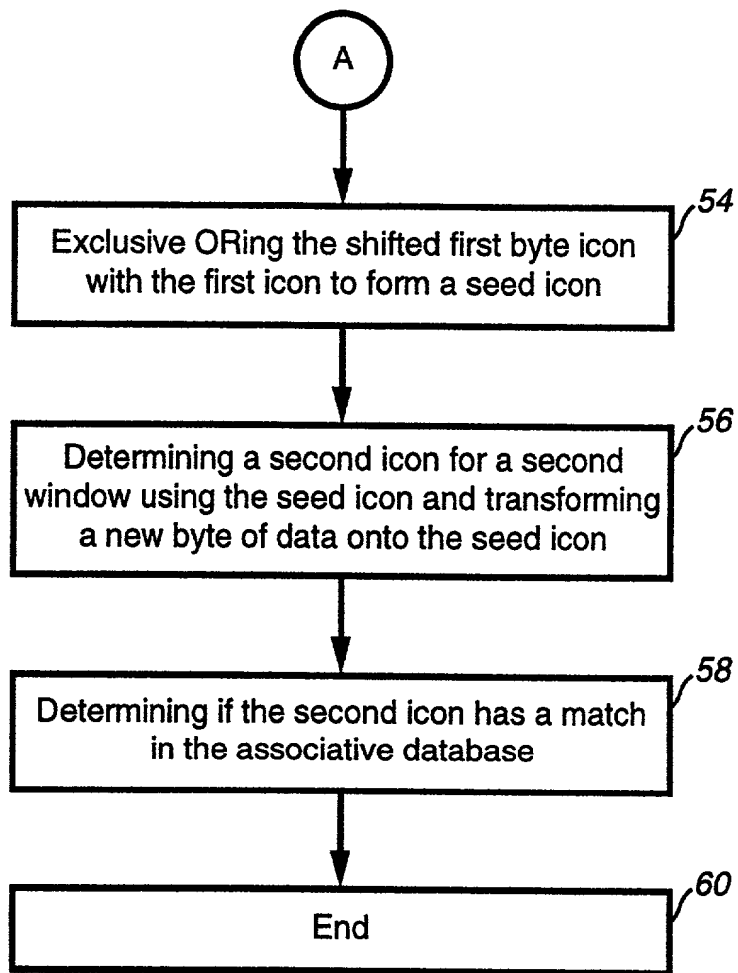 A
54
Exclusive ORing the shifted first byte icon
with the first icon to form a seed icon
56
Determining a second icon for a second
window using the seed icon and transforming
a new byte of data onto the seed icon
58
Determining if the second icon has a match
in the associative database
60
End